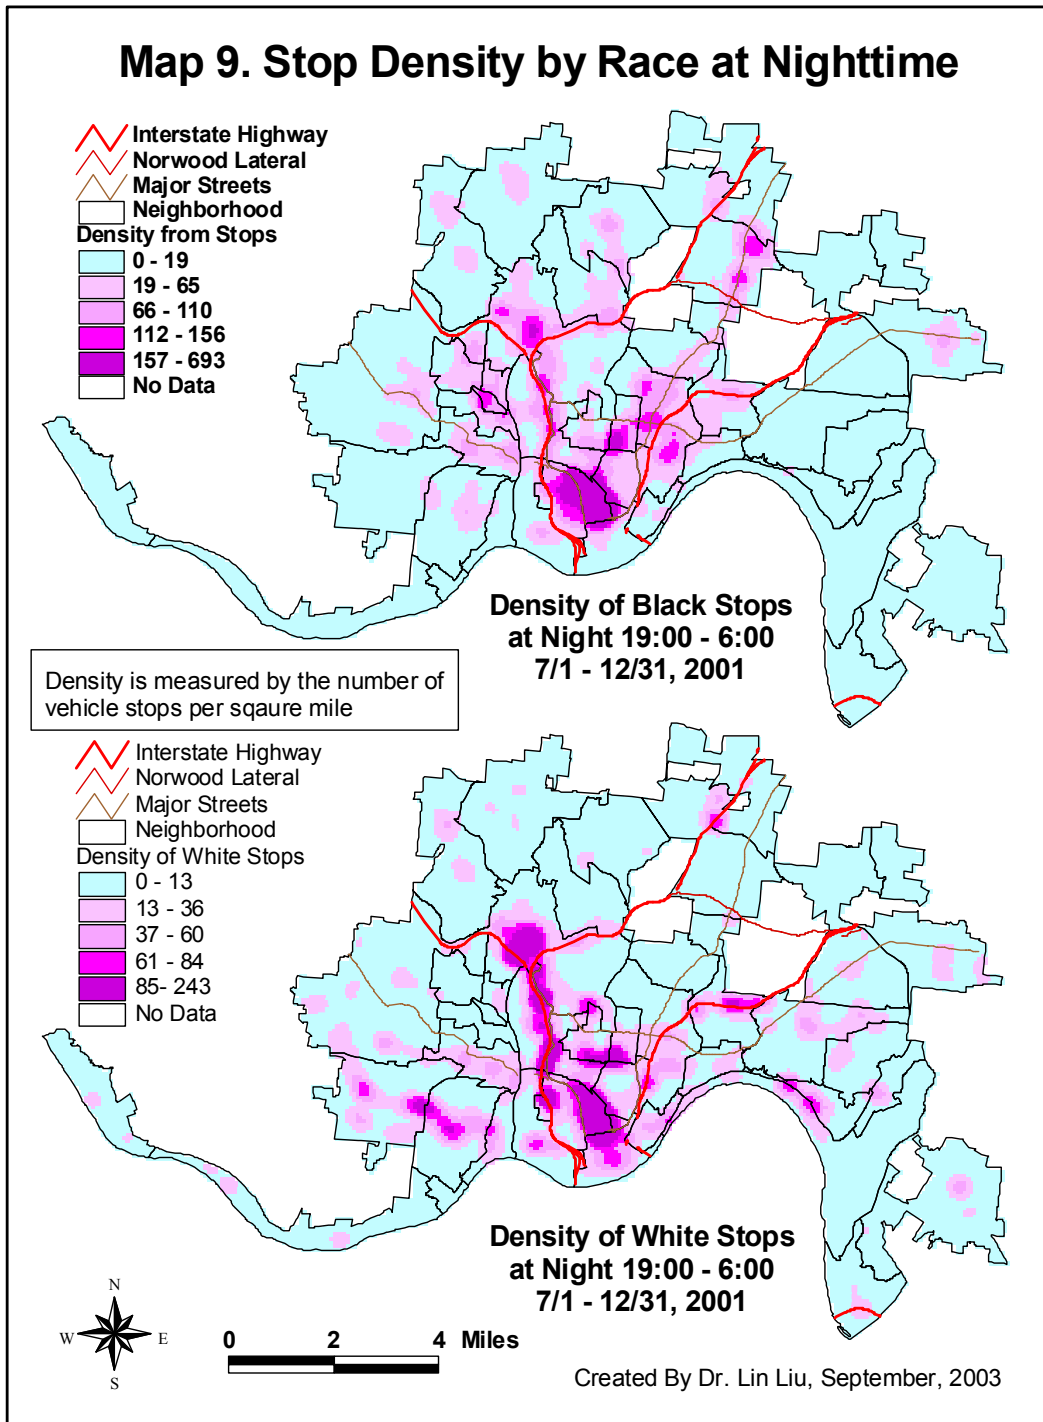 Map 9. Stop Density by Race at Nighttime
Interstate Highway
Norwood Lateral
Major Streets
Neighborhood
Density from Stops
0 - 19
19 - 65
66 - 110
112 - 156
157 - 693
No Data
Density of Black Stops
at Night 19:00 - 6:00
7/1 - 12/31, 2001
Density is measured by the number of
vehicle stops per sqaure mile
Interstate Highway
Norwood Lateral
Major Streets
Neighborhood
Density of White Stops
0 - 13
13 - 36
37 - 60
61 - 84
85- 243
No Data
Density of White Stops
at Night 19:00 - 6:00
7/1 - 12/31, 2001
N
W E
S
0 2 4 Miles
Created By Dr. Lin Liu, September, 2003